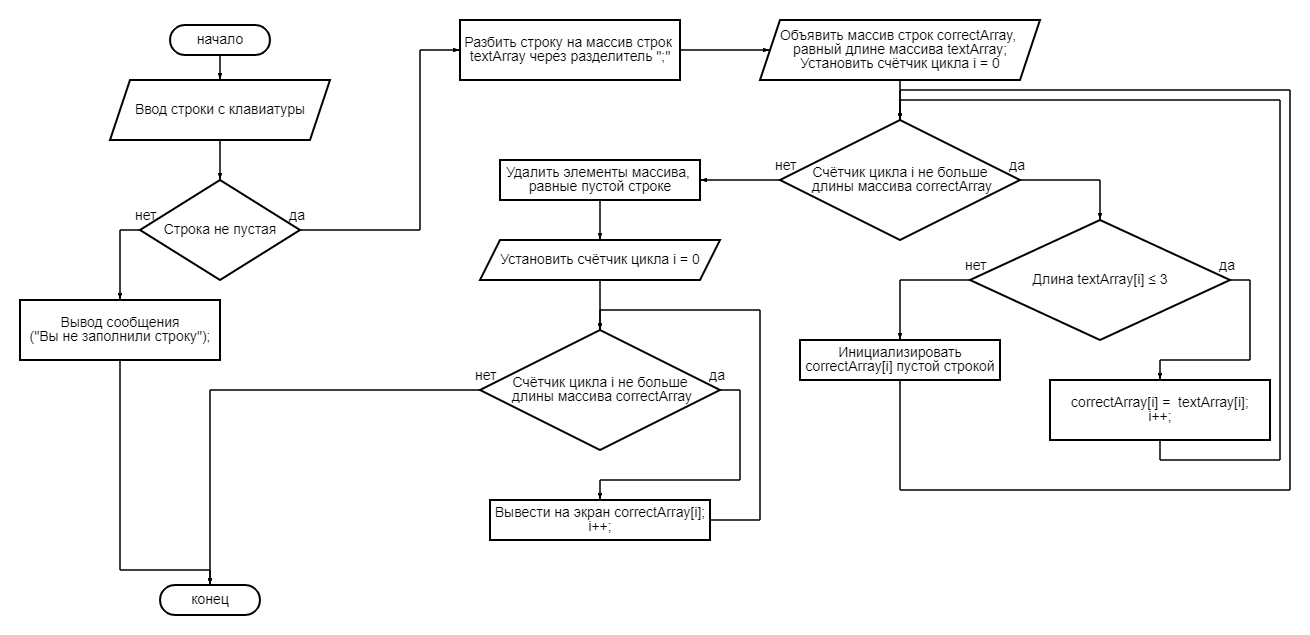 начало
Ввод строки с клавиатуры
нет
да
Строка не пустая
Вывод сообщения
("Вы не заполнили строку");
Разбить строку на массив строк
textArray через разделитель ";"
Объявить массив строк correctArray,
равный длине массива textArray;
Установить счётчик цикла i = 0
нет
да
Счётчик цикла i не больше
длины массива correctArray
нет
да
Длина textArray[i] ≤ 3
Инициализировать
correctArray[i] пустой строкой
correctArray[i] =  textArray[i];
i++;
Удалить элементы массива,
равные пустой строке
Установить счётчик цикла i = 0
нет
да
Счётчик цикла i не больше
длины массива correctArray
Вывести на экран correctArray[i];
i++;
конец